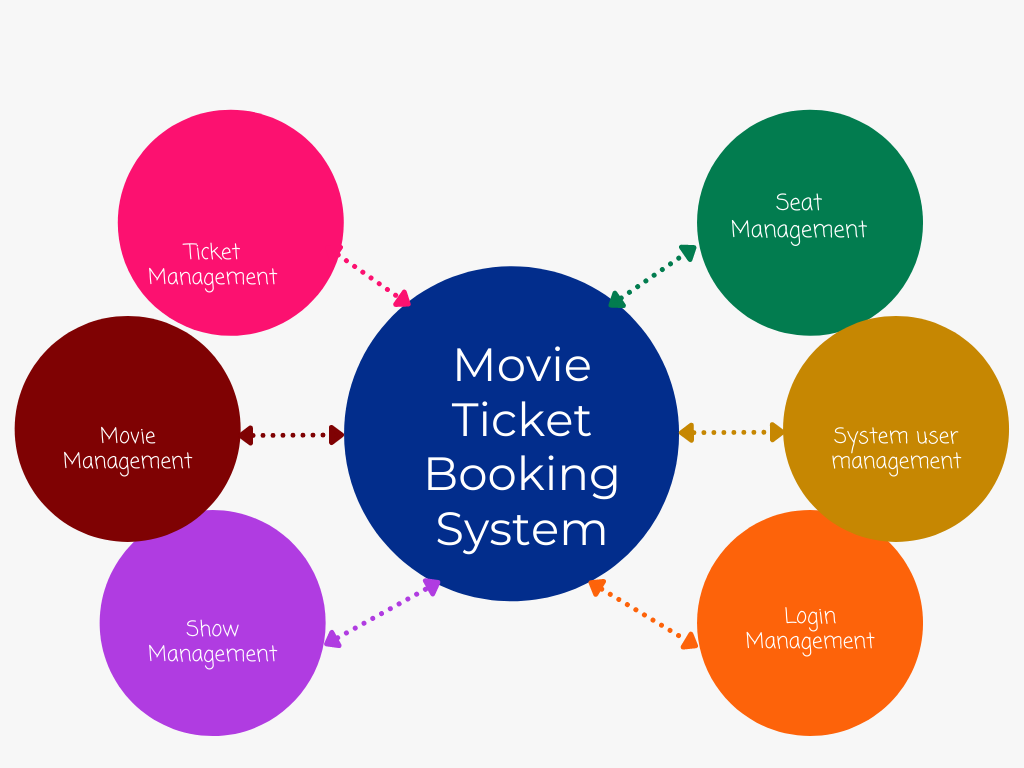 Ticket
Management
Seat
Management
Movie
Ticket
Booking
System
Movie
Management
System user
management
Show
Management
Login
Management